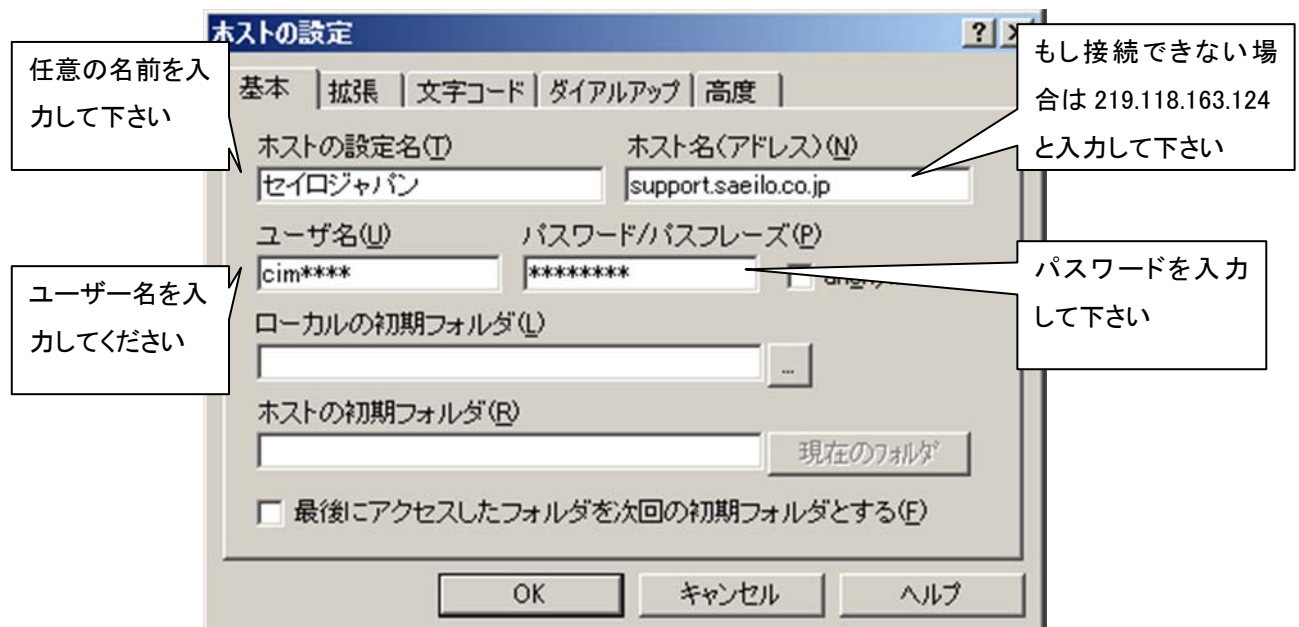 ホストの設定
任意の名前を入
力して下さい
もし接続できない場
合は 219.118.163.124
と入力して下さい
基本 拡張 文字コード ダイアルアップ 高度
ホストの設定名(T) ホスト名(アドレス)(N)
セイロジャパン support.saeilo.co.jp
ユーザ名(U) パスワード/パスフレーズ(P)
cim**** ********
ユーザー名を入
力してください
パスワードを入力
して下さい
ローカルの初期フォルダ(L)
...
ホストの初期フォルダ(R)
現在のフォルダ
最後にアクセスしたフォルダを次回の初期フォルダとする(F)
OK キャンセル ヘルプ